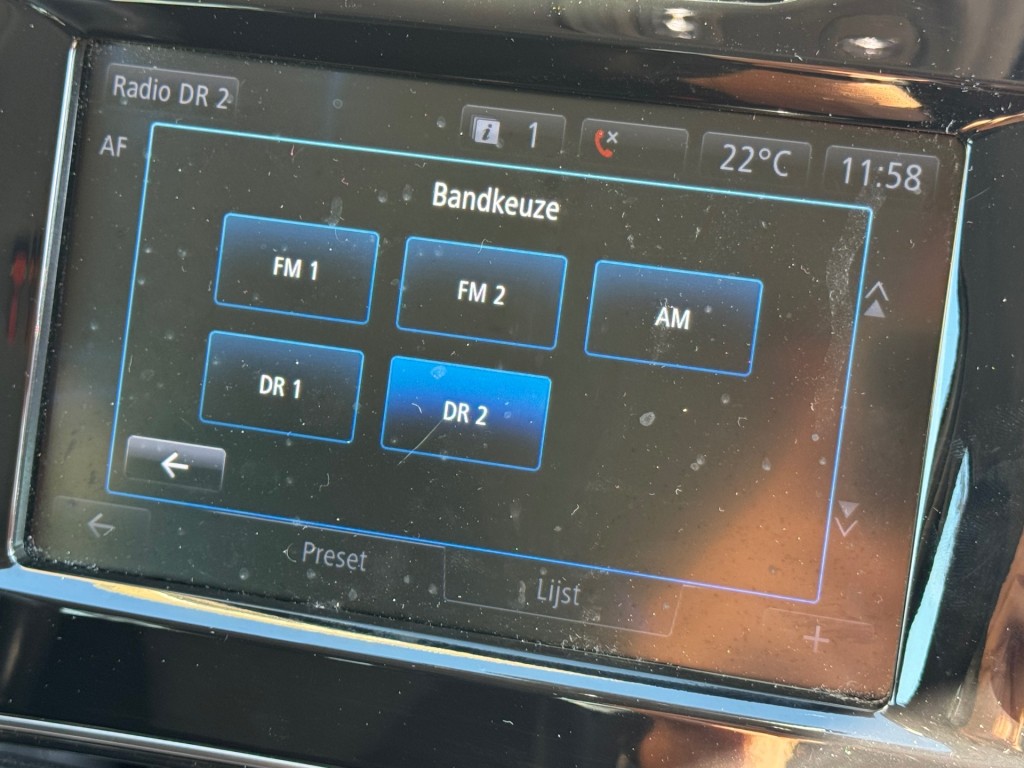 Radio DR 2
AF
i 1
22°C
11:58
Bandkeuze
FM 1
FM 2
AM
DR 1
DR 2
Preset
Lijst
+